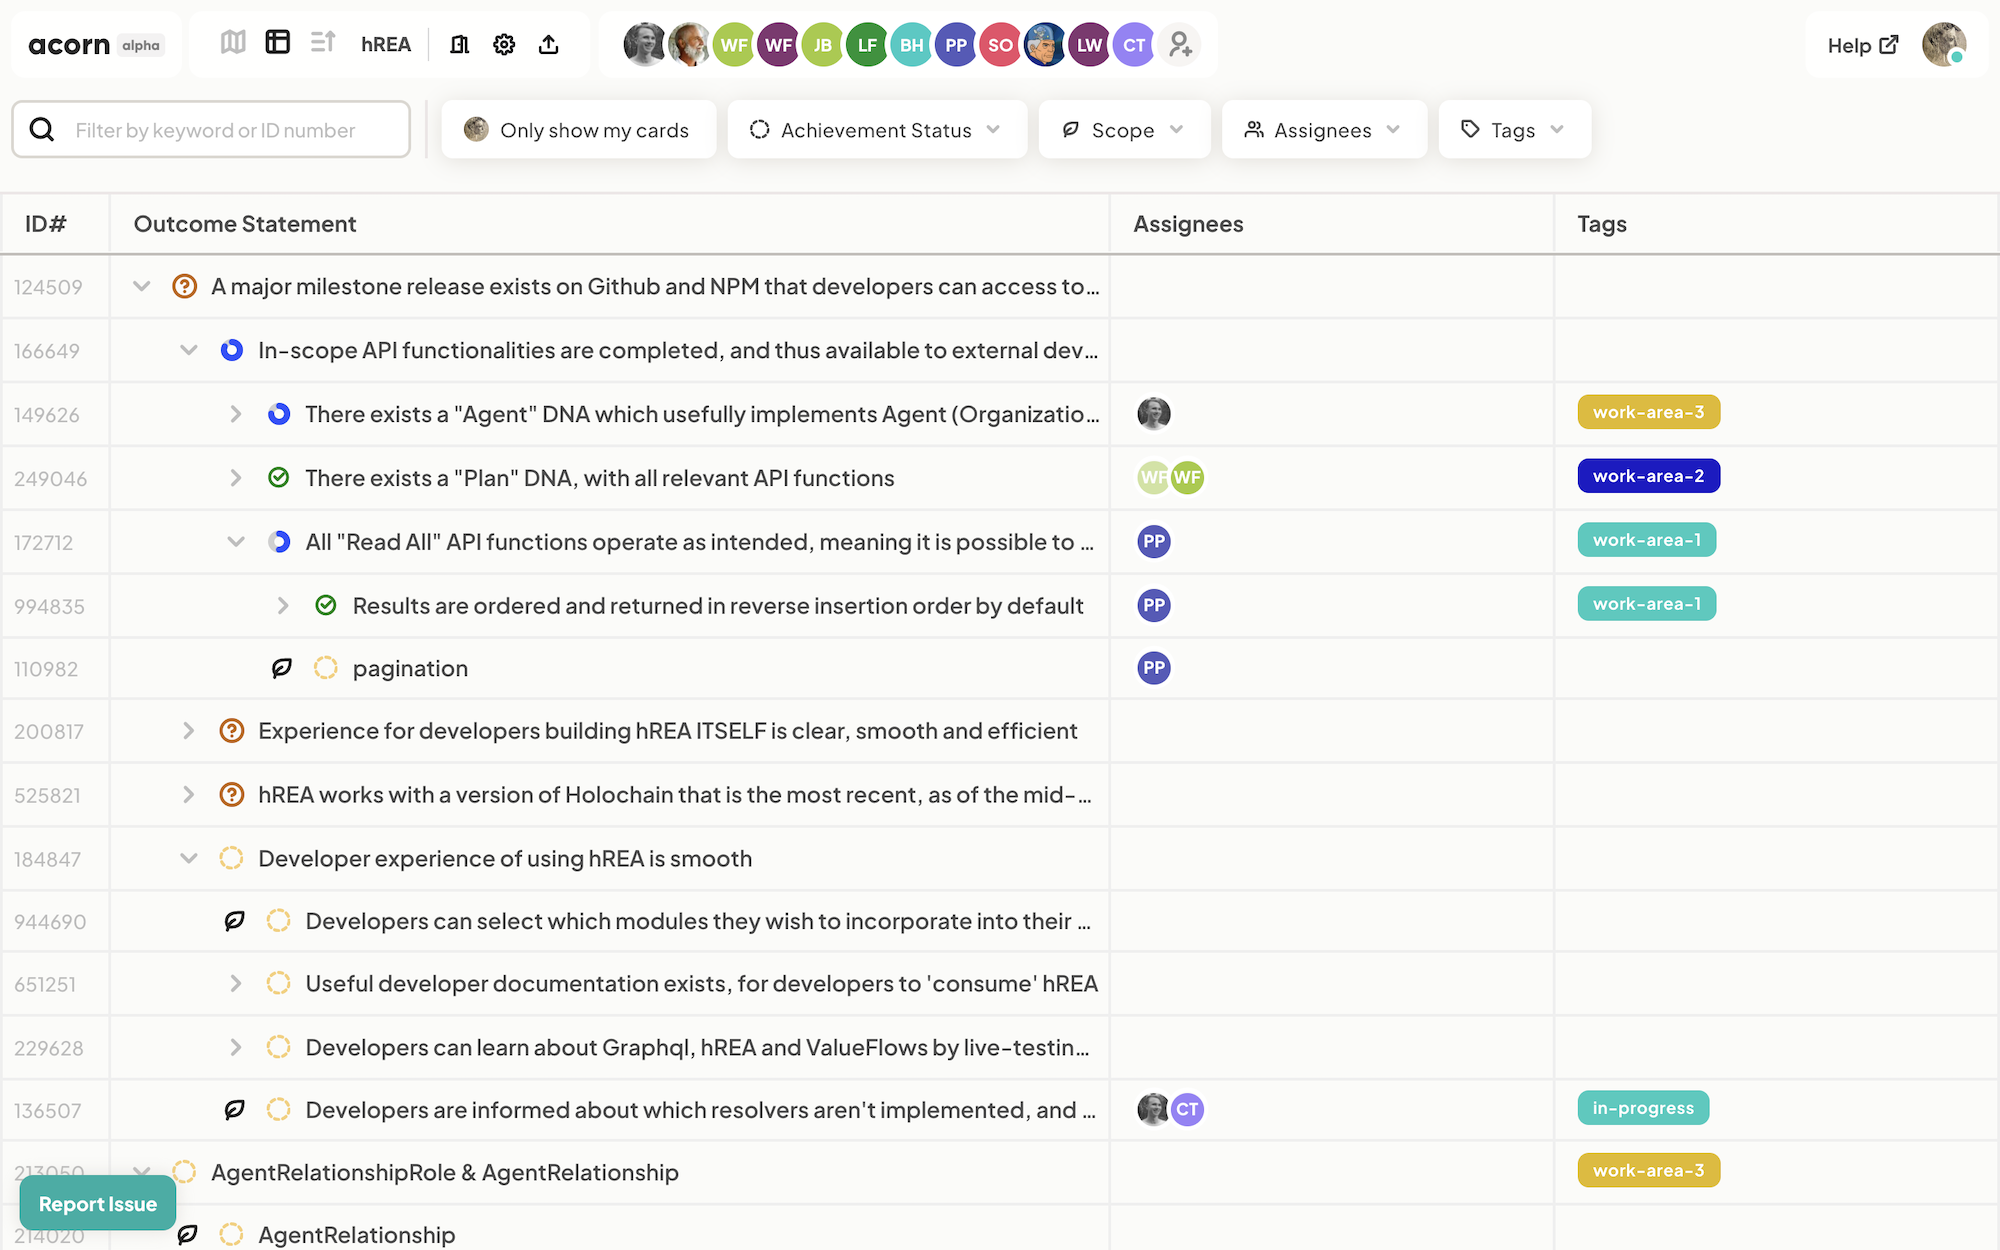 acorn alpha hREA WF WF JB LF BH PP SO LW CT Help
Filter by keyword or ID number Only show my cards Achievement Status Scope Assignees Tags
ID# Outcome Statement Assignees Tags
124509 A major milestone release exists on Github and NPM that developers can access to...
166649 In-scope API functionalities are completed, and thus available to external dev...
149626 There exists a "Agent" DNA which usefully implements Agent (Organizatio... work-area-3
249046 There exists a "Plan" DNA, with all relevant API functions WF WF work-area-2
172712 All "Read All" API functions operate as intended, meaning it is possible to ... PP work-area-1
994835 Results are ordered and returned in reverse insertion order by default PP work-area-1
110982 pagination PP
200817 Experience for developers building hREA ITSELF is clear, smooth and efficient
525821 hREA works with a version of Holochain that is the most recent, as of the mid-...
184847 Developer experience of using hREA is smooth
944690 Developers can select which modules they wish to incorporate into their ...
651251 Useful developer documentation exists, for developers to 'consume' hREA
229628 Developers can learn about Graphql, hREA and ValueFlows by live-testin...
136507 Developers are informed about which resolvers aren't implemented, and ... CT in-progress
213050 AgentRelationshipRole & AgentRelationship work-area-3
Report Issue
214020 AgentRelationship